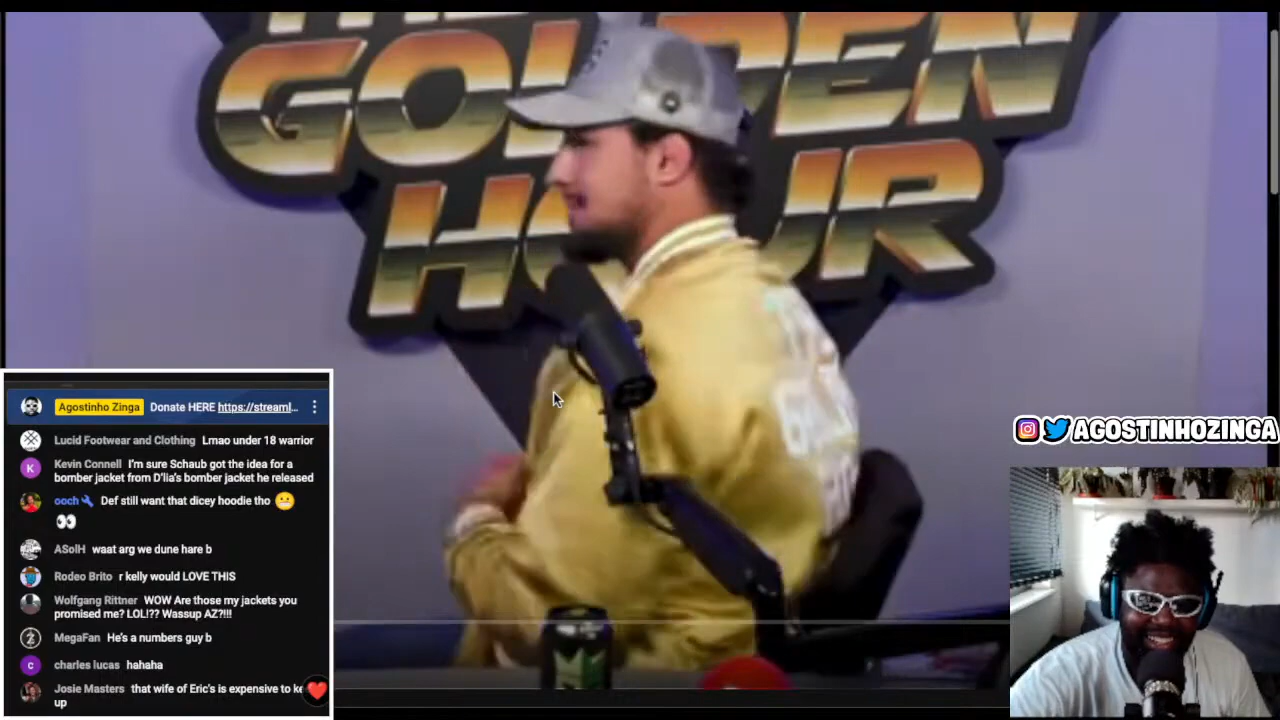 THE
GOLDEN
HOUR
Agostinho Zinga Donate HERE https://streaml...
Lucid Footwear and Clothing Lmao under 18 warrior
Kevin Connell I'm sure Schaub got the idea for a
bomber jacket from D'lia's bomber jacket he released
ooch Def still want that dicey hoodie tho
ASolH waat arg we dune hare b
Rodeo Brito r kelly would LOVE THIS
Wolfgang Rittner WOW Are those my jackets you
promised me? LOL!?? Wassup AZ?!!!
MegaFan He's a numbers guy b
charles lucas hahaha
Josie Masters that wife of Eric's is expensive to ke
up
AGOSTINHOZINGA